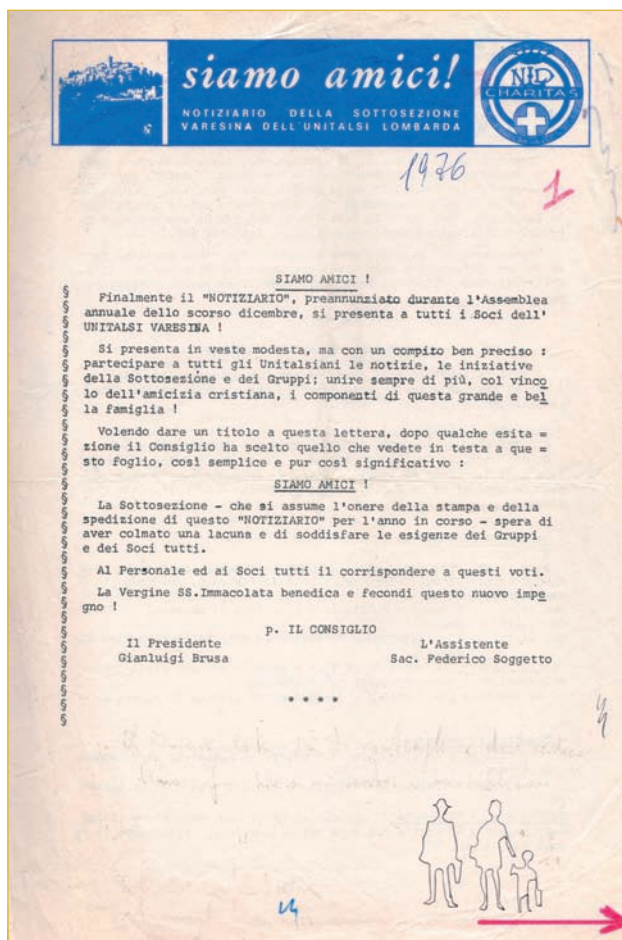 siamo amici!
NOTIZIARIO DELLA SOTTOSEZIONE
VARESINA DELL'UNITALSI LOMBARDA
CHARITAS
1976
1
SIAMO AMICI !
Finalmente il "NOTIZIARIO", preannunziato durante l'Assemblea
annuale dello scorso dicembre, si presenta a tutti i Soci dell'
UNITALSI VARESINA !
Si presenta in veste modesta, ma con un compito ben preciso :
partecipare a tutti gli Unitalsiani le notizie, le iniziative
della Sottosezione e dei Gruppi; unire sempre di più, col vinco
lo dell'amicizia cristiana, i componenti di questa grande e bel
la famiglia !
Volendo dare un titolo a questa lettera, dopo qualche esita =
zione il Consiglio ha scelto quello che vedete in testa a que =
sto foglio, così semplice e pur così significativo :
SIAMO AMICI !
La Sottosezione - che si assume l'onere della stampa e della
spedizione di questo "NOTIZIARIO" per l'anno in corso - spera di
aver colmato una lacuna e di soddisfare le esigenze dei Gruppi
e dei Soci tutti.
Al Personale ed ai Soci tutti il corrispondere a questi voti.
La Vergine SS.Immacolata benedica e fecondi questo nuovo impe
gno !
p. IL CONSIGLIO
Il Presidente L'Assistente
Gianluigi Brusa Sac. Federico Soggetto
* * * *